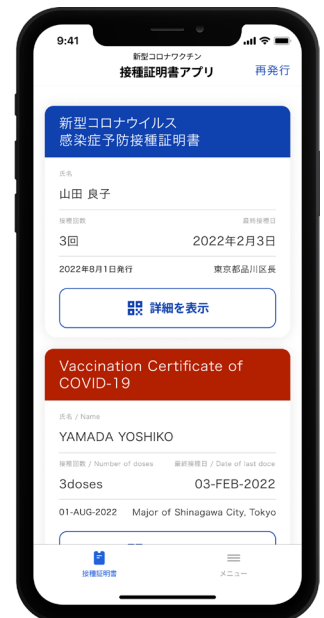 9:41
新型コロナワクチン
接種証明書アプリ
再発行
新型コロナウイルス
感染症予防接種証明書
氏名
山田 良子
接種回数 最終接種日
3回 2022年2月3日
2022年8月1日発行 東京都品川区長
詳細を表示
Vaccination Certificate of
COVID-19
氏名 / Name
YAMADA YOSHIKO
接種回数 / Number of doses 最終接種日 / Date of last doce
3doses 03-FEB-2022
01-AUG-2022 Major of Shinagawa City, Tokyo
接種証明書 メニュー